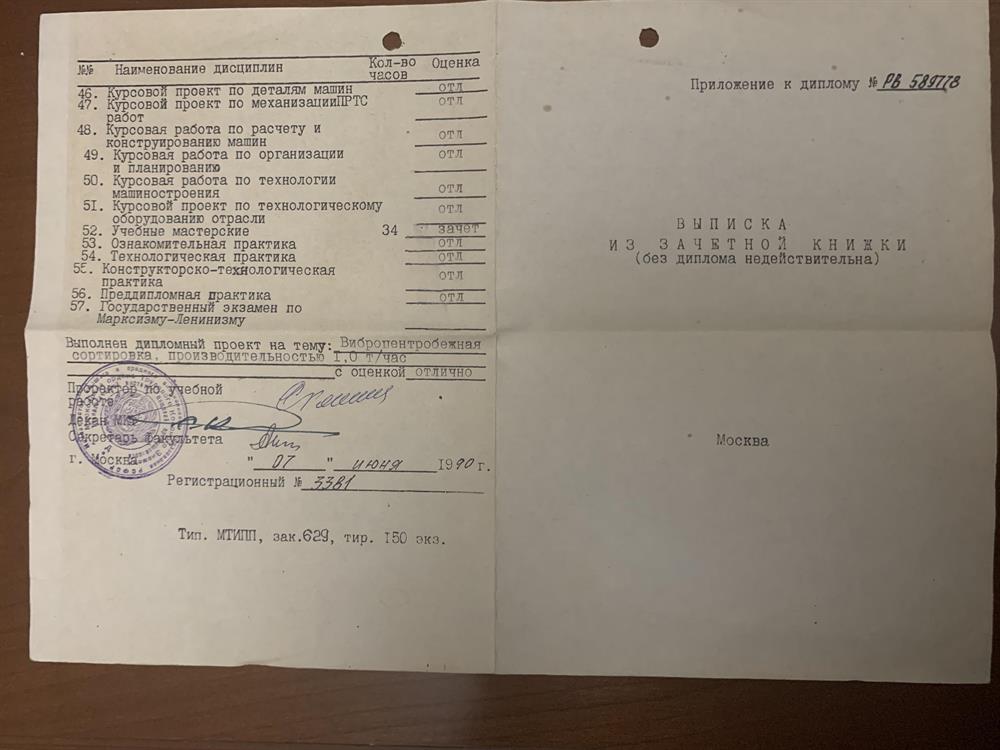 №№ Наименование дисциплин Кол-во часов Оценка
46. Курсовой проект по деталям машин отл
47. Курсовой проект по механизацииПРТС отл
работ
48. Курсовая работа по расчету и
конструированию машин отл
49. Курсовая работа по организации отл
и планированию
50. Курсовая работа по технологии
машиностроения отл
51. Курсовой проект по технологическому
оборудованию отрасли отл
52. Учебные мастерские 34 зачет
53. Ознакомительная практика отл
54. Технологическая практика отл
55. Конструкторско-технологическая
практика отл
56. Преддипломная практика отл
57. Государственный экзамен по
Марксизму-Ленинизму
Выполнен дипломный проект на тему: Виброцентробежная
сортировка, производительностью I,0 т/час
с оценкой отлично
Проректор по учебной
работе
Декан
Секретарь факультета
г. Москва " 07 " июня 1990 г.
Регистрационный № 3381
Тип. МТИПП, зак.629, тир. I50 экз.
Приложение к диплому № РВ 589778
ВЫПИСКА
ИЗ ЗАЧЕТНОЙ КНИЖКИ
(без диплома недействительна)
Москва